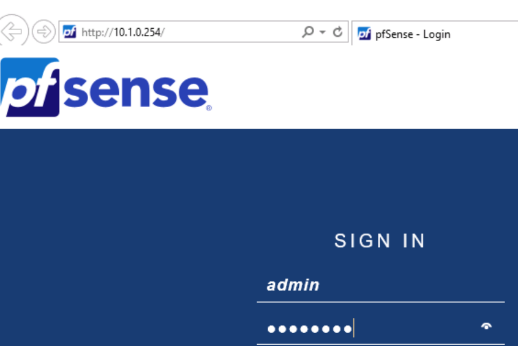 http://10.1.0.254/
pfSense - Login
pfsense
SIGN IN
admin